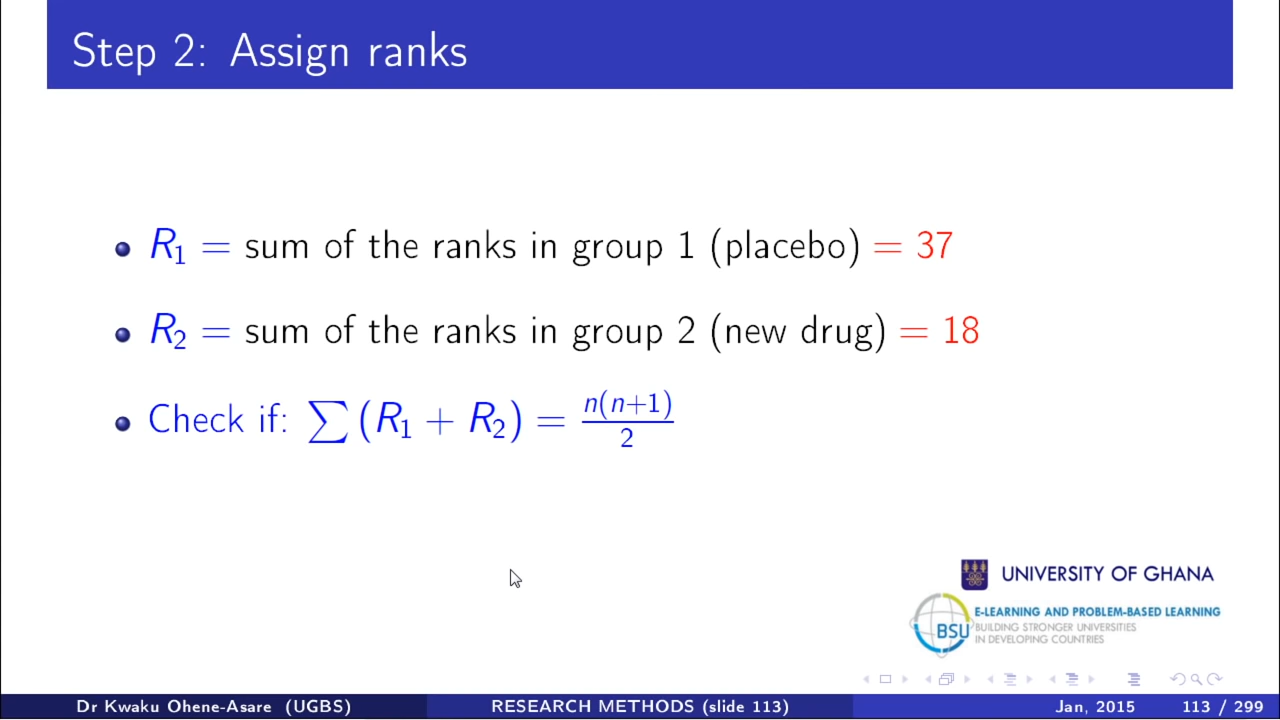 Step 2: Assign ranks
R₁ = sum of the ranks in group 1 (placebo) = 37
R₂ = sum of the ranks in group 2 (new drug) = 18
Check if: ∑ (R₁ + R₂) = n(n+1)/2
UNIVERSITY OF GHANA
BSU
E-LEARNING AND PROBLEM-BASED LEARNING
BUILDING STRONGER UNIVERSITIES
IN DEVELOPING COUNTRIES
Dr Kwaku Ohene-Asare (UGBS) RESEARCH METHODS (slide 113) Jan, 2015 113 / 299